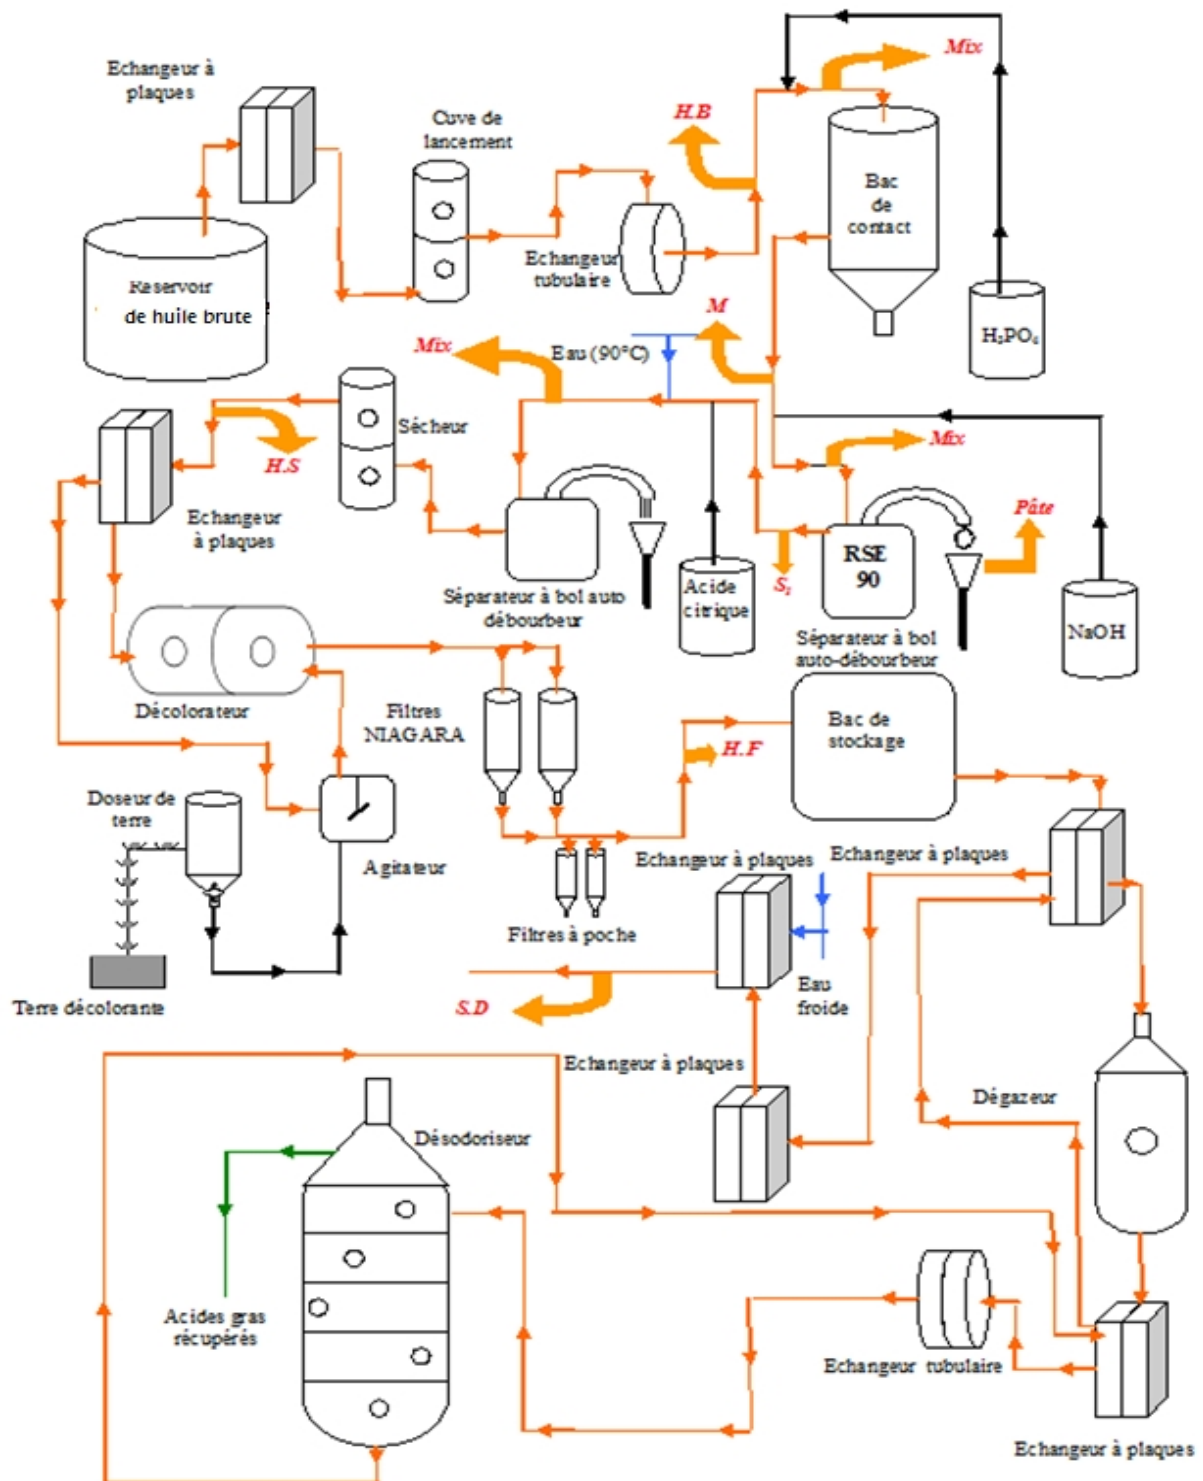 Mix
Echangeur à
plaques
H.B
Cuve de
lancement
Bac
de
contact
Echangeur
tubulaire
Reservoir
de huile brute
M
H₃PO₄
Mix
Eau (90°C)
Sécheur
Mix
H.S
Pâte
Echangeur
à plaques
RSE
90
S,
Acide
citrique
Séparateur à bol auto
débourbeur
NaOH
Séparateur à bol
auto-débourbeur
Décolorateur
Filtres
NIAGARA
Bac de
stockage
H.F
Doseur de
terre
Agitateur
Echangeur à plaques
Echangeur à plaques
Filtres à poche
Terre décolorante
Eau
froide
S.D
Echangeur à plaques
Dégazeur
Désodoriseur
Acides gras
récupérés
Echangeur tubulaire
Echangeur à plaques